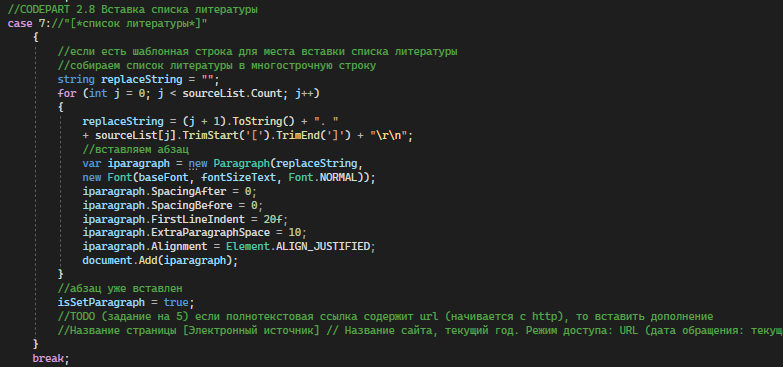 //CODEPART 2.8 Вставка списка литературы
case 7://"[*список литературы*]"
{
//если есть шаблонная строка для места вставки списка литературы
//собираем список литературы в многострочную строку
string replaceString = "";
for (int j = 0; j < sourceList.Count; j++)
{
replaceString = (j + 1).ToString() + ". "
+ sourceList[j].TrimStart('[').TrimEnd(']') + "\r\n";
//вставляем абзац
var iparagraph = new Paragraph(replaceString,
new Font(baseFont, fontSizeText, Font.NORMAL));
iparagraph.SpacingAfter = 0;
iparagraph.SpacingBefore = 0;
iparagraph.FirstLineIndent = 20f;
iparagraph.ExtraParagraphSpace = 10;
iparagraph.Alignment = Element.ALIGN_JUSTIFIED;
document.Add(iparagraph);
}
//абзац уже вставлен
isSetParagraph = true;
//TODO (задание на 5) если полнотекстовая ссылка содержит url (начивается с http), то вставить дополнение
//Название страницы [Электронный источник] // Название сайта, текущий год. Режим доступа: URL (дата обращения: текущ
}
break;